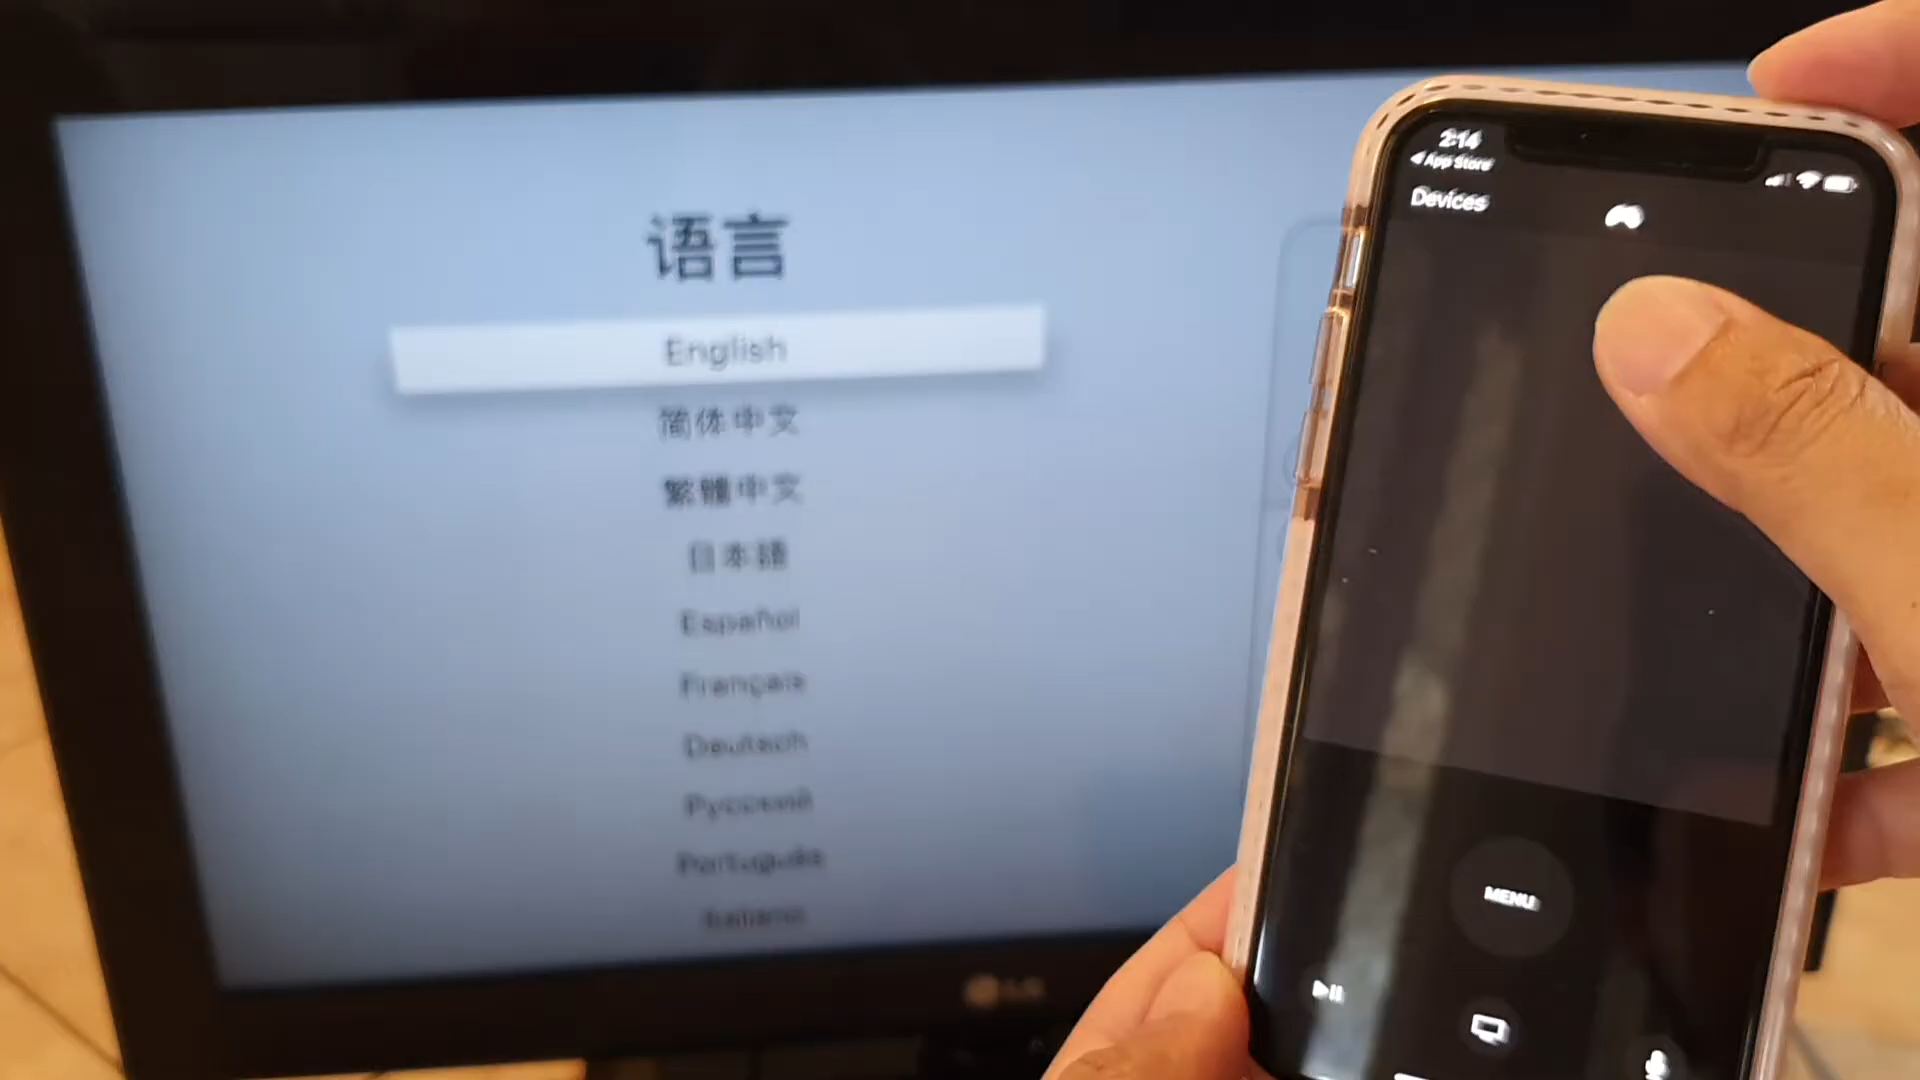 语言
English
简体中文
繁體中文
日本語
Español
Français
Deutsch
Русский
Português
Italiano
LG
2:14
◀ App Store
Devices
MENU